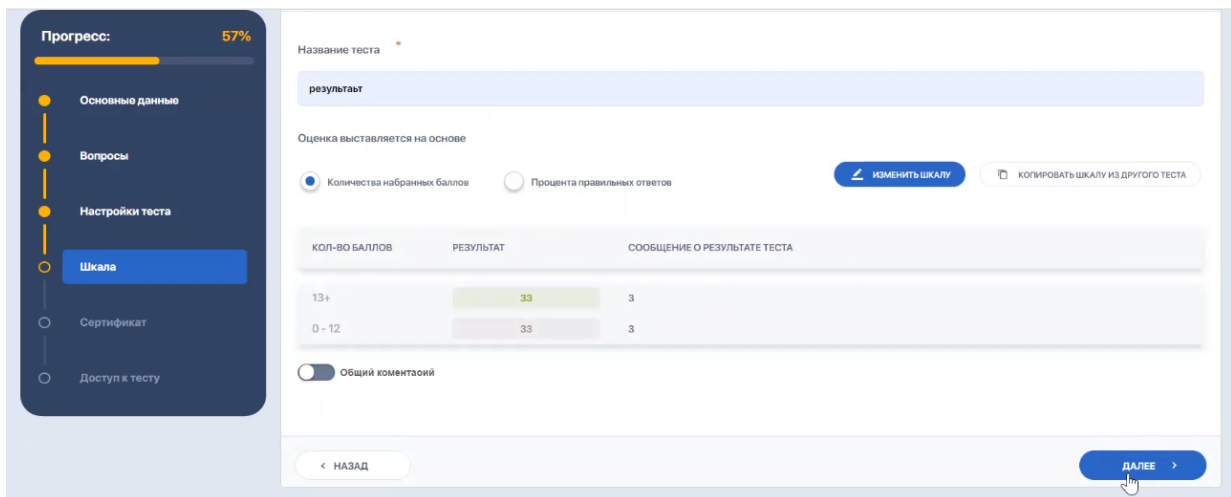 Прогресс: 57%
Основные данные
Вопросы
Настройки теста
Шкала
Сертификат
Доступ к тесту
Название теста *
результаьт
Оценка выставляется на основе
Количества набранных баллов Процента правильных ответов ИЗМЕНИТЬ ШКАЛУ КОПИРОВАТЬ ШКАЛУ ИЗ ДРУГОГО ТЕСТА
КОЛ-ВО БАЛЛОВ РЕЗУЛЬТАТ СООБЩЕНИЕ О РЕЗУЛЬТАТЕ ТЕСТА
13+ 33 3
0 – 12 33 3
Общий коментаоий
< НАЗАД ДАЛЕЕ >